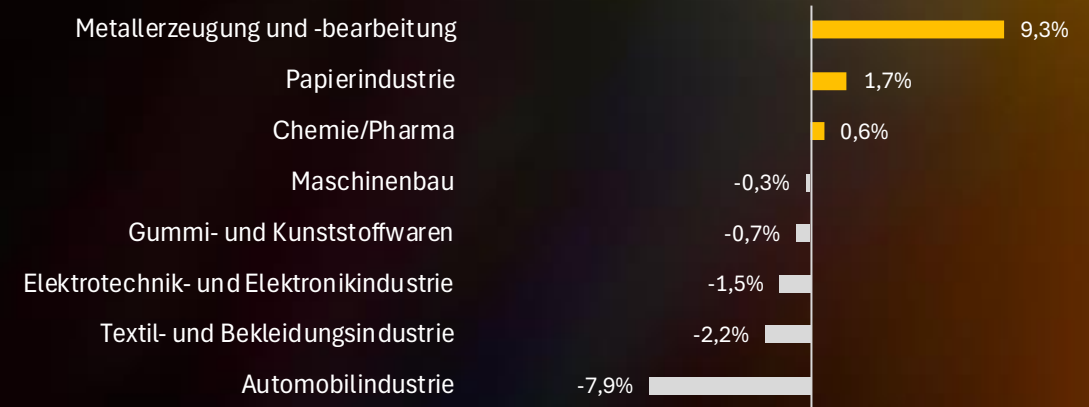 Metallerzeugung und -bearbeitung 9,3%
Papierindustrie 1,7%
Chemie/Pharma 0,6%
Maschinenbau -0,3%
Gummi- und Kunststoffwaren -0,7%
Elektrotechnik- und Elektronikindustrie -1,5%
Textil- und Bekleidungsindustrie -2,2%
Automobilindustrie -7,9%